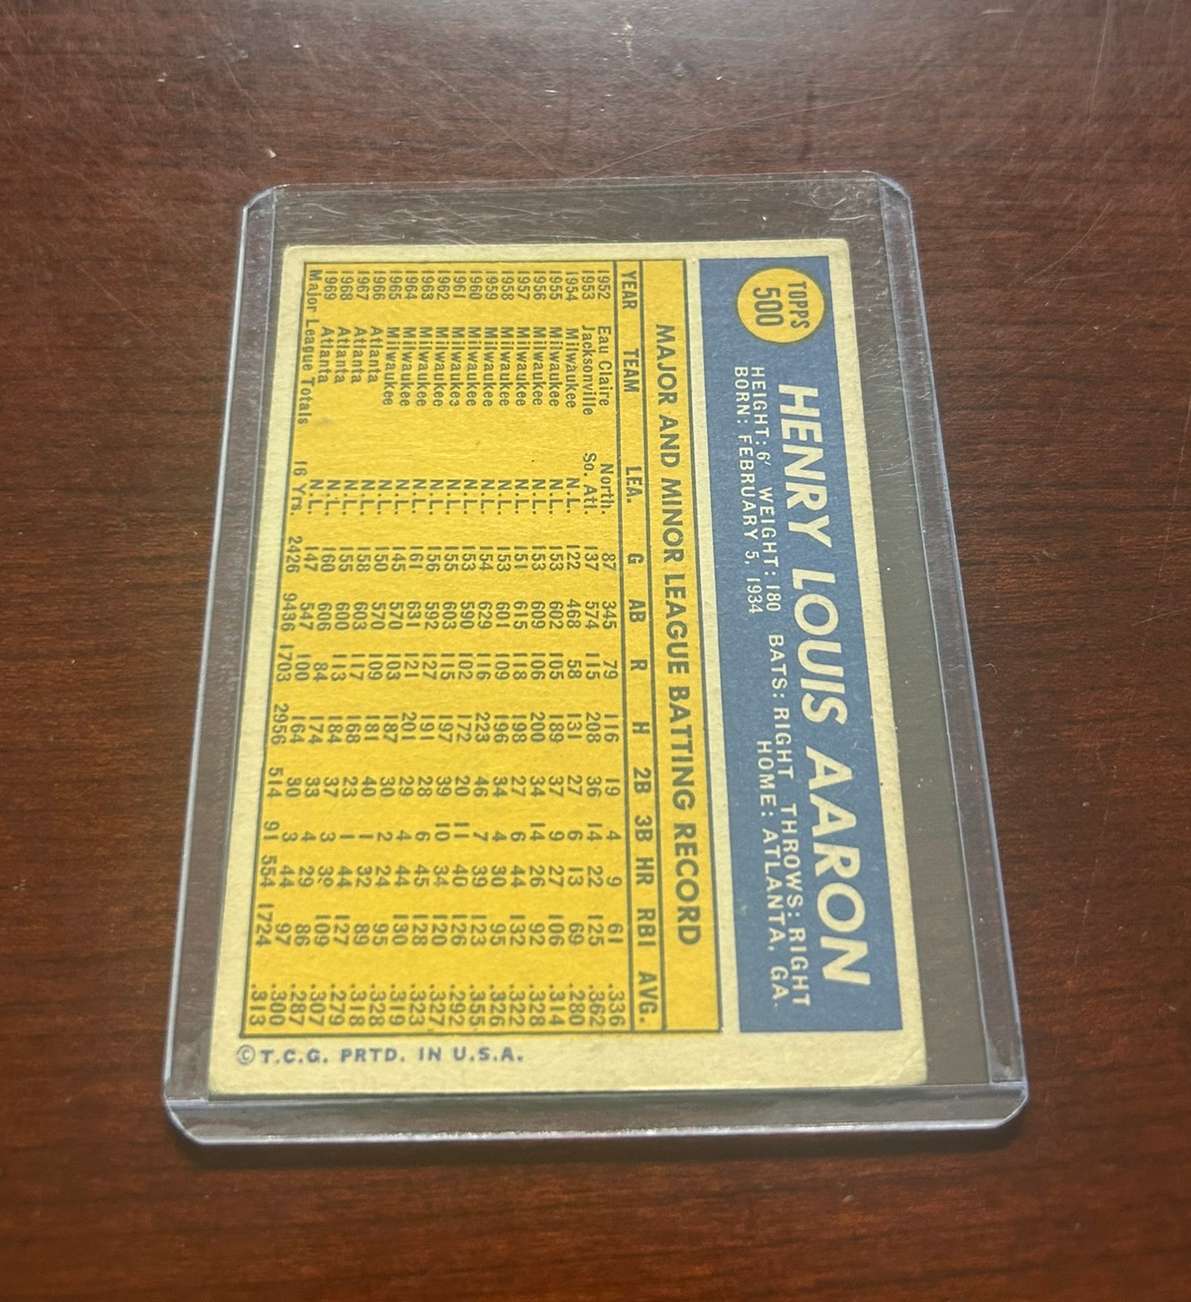 TOPPS
500
HENRY LOUIS AARON
HEIGHT: 6' WEIGHT: 180 BATS: RIGHT THROWS: RIGHT
BORN: FEBRUARY 5, 1934 HOME: ATLANTA, GA.
MAJOR AND MINOR LEAGUE BATTING RECORD
YEAR TEAM LEA. G AB R H 2B 3B HR RBI AVG.
1952 Eau Claire North. 87 345 79 116 19 4 9 61 .336
1953 Jacksonville So. Atl. 137 574 115 208 36 14 22 125 .362
1954 Milwaukee N.L. 122 468 58 131 27 6 13 69 .280
1955 Milwaukee N.L. 153 602 105 189 37 9 27 106 .314
1956 Milwaukee N.L. 153 609 106 200 34 14 26 92 .328
1957 Milwaukee N.L. 151 615 118 198 27 6 44 132 .322
1958 Milwaukee N.L. 153 601 109 196 34 4 30 95 .326
1959 Milwaukee N.L. 154 629 116 223 46 7 39 123 .355
1960 Milwaukee N.L. 153 590 102 172 20 11 40 126 .292
1961 Milwaukee N.L. 155 603 115 197 39 10 34 120 .327
1962 Milwaukee N.L. 156 592 127 191 28 6 45 128 .323
1963 Milwaukee N.L. 161 631 121 201 29 4 44 130 .319
1964 Milwaukee N.L. 145 570 103 187 30 2 24 95 .328
1965 Milwaukee N.L. 150 570 109 181 40 1 32 89 .318
1966 Atlanta N.L. 158 603 117 168 23 1 44 127 .279
1967 Atlanta N.L. 155 600 113 184 37 3 39 109 .307
1968 Atlanta N.L. 160 606 84 174 33 4 29 86 .287
1969 Atlanta N.L. 147 547 100 164 30 3 44 97 .300
Major League Totals 16 Yrs. 2426 9436 1703 2956 514 91 554 1724 .313
©T.C.G. PRTD. IN U.S.A.